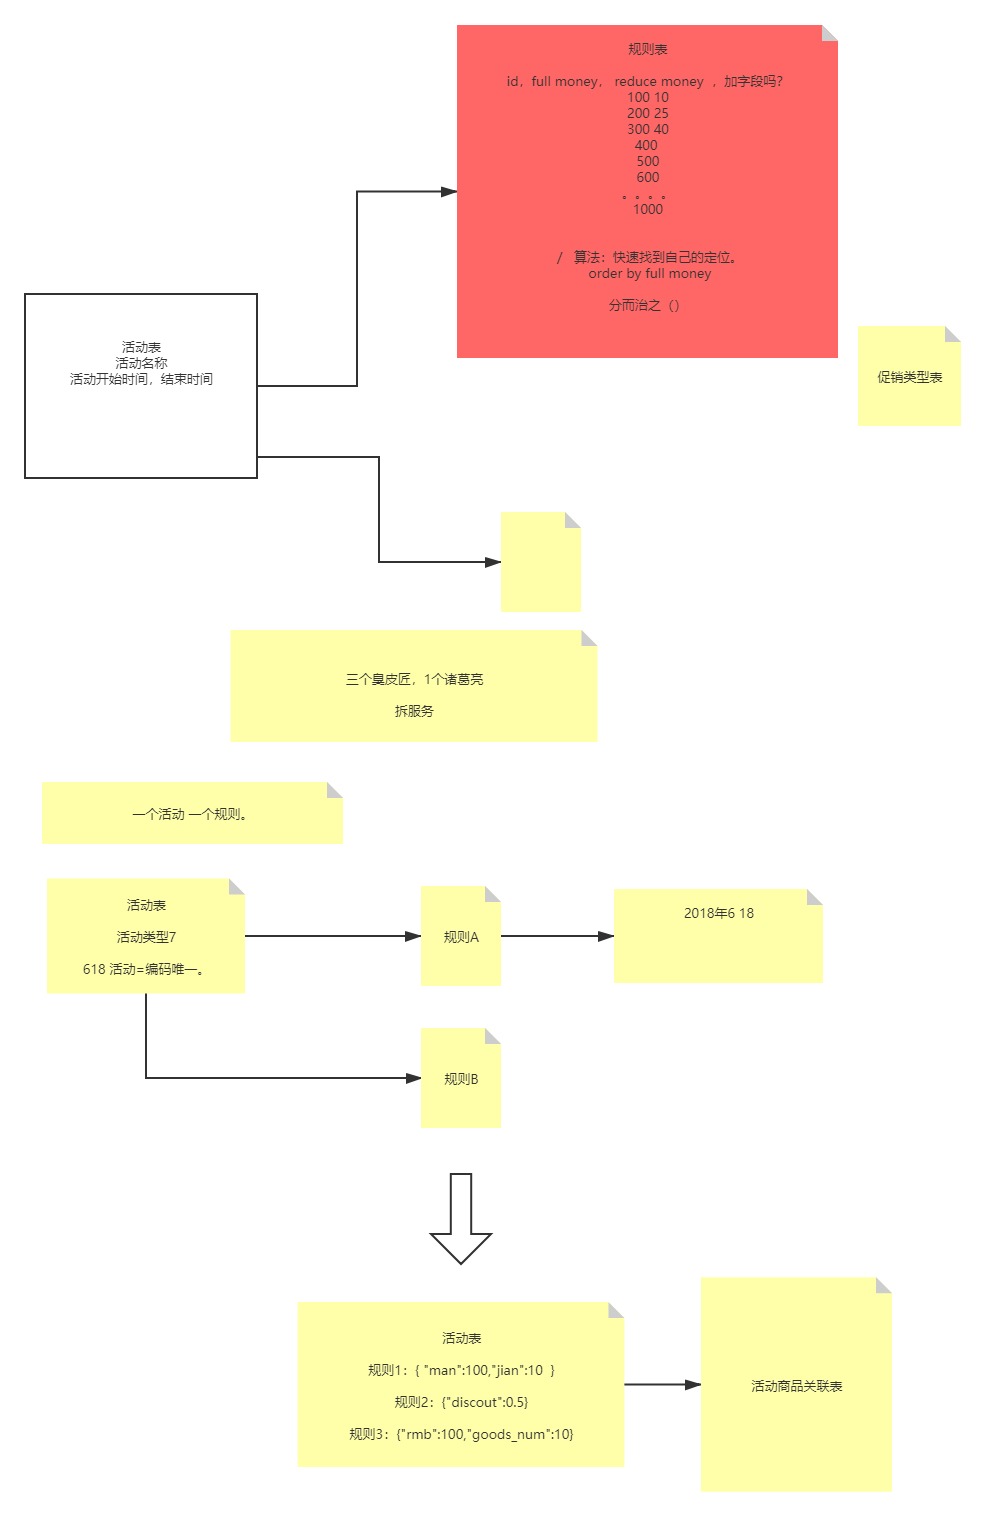 规则表
id，full money， reduce money ，加字段吗？
100 10
200 25
300 40
400
500
600
。。。。
1000
/ 算法：快速找到自己的定位。
order by full money
分而治之（）
活动表
活动名称
活动开始时间，结束时间
促销类型表
三个臭皮匠，1个诸葛亮
拆服务
一个活动 一个规则。
活动表
活动类型7
618 活动=编码唯一。
规则A
2018年6 18
规则B
活动表
规则1：{ "man":100,"jian":10 }
规则2：{"discout":0.5}
规则3：{"rmb":100,"goods_num":10}
活动商品关联表